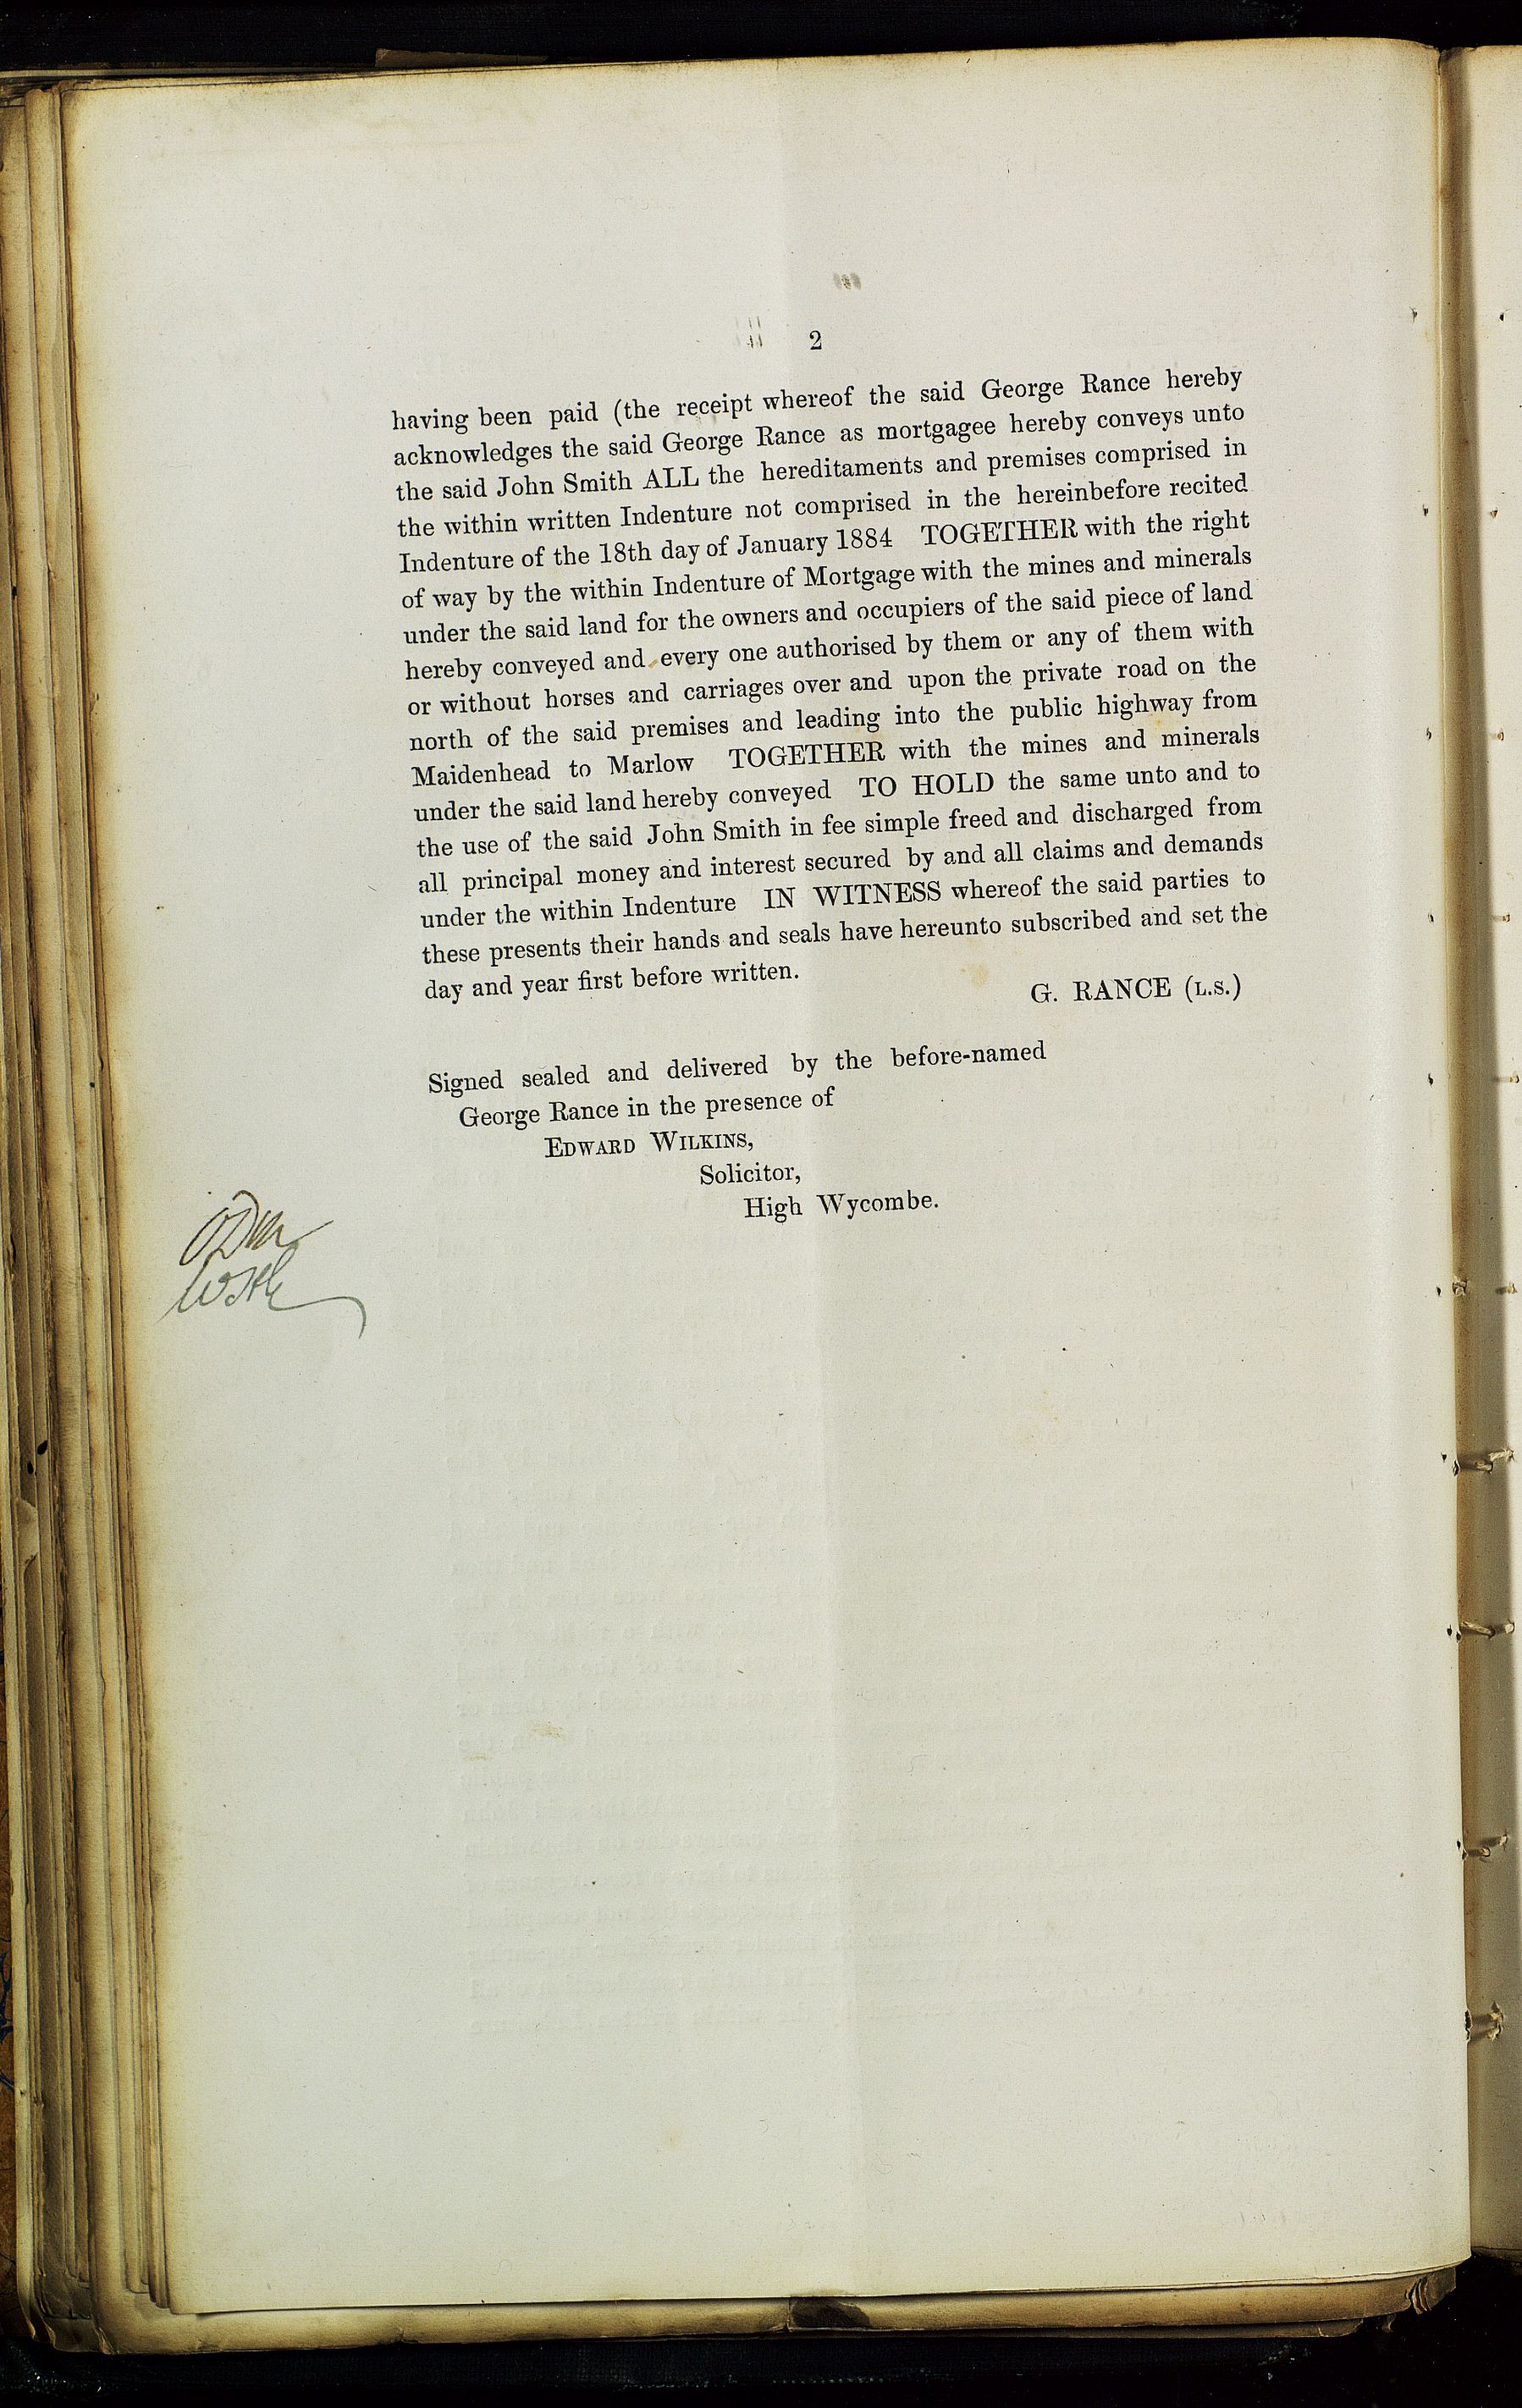 2
having been paid (the receipt whereof the said George Rance hereby
acknowledges the said George Rance as mortgagee hereby conveys unto
the said John Smith ALL the hereditaments and premises comprised in
the within written Indenture not comprised in the hereinbefore recited
Indenture of the 18th day of January 1884 TOGETHER with the right
of way by the within Indenture of Mortgage with the mines and minerals
under the said land for the owners and occupiers of the said piece of land
hereby conveyed and every one authorised by them or any of them with
or without horses and carriages over and upon the private road on the
north of the said premises and leading into the public highway from
Maidenhead to Marlow TOGETHER with the mines and minerals
under the said land hereby conveyed TO HOLD the same unto and to
the use of the said John Smith in fee simple freed and discharged from
all principal money and interest secured by and all claims and demands
under the within Indenture IN WITNESS whereof the said parties to
these presents their hands and seals have hereunto subscribed and set the
day and year first before written.
G. RANCE (L.S.)
Signed sealed and delivered by the before-named
George Rance in the presence of
EDWARD WILKINS,
Solicitor,
High Wycombe.